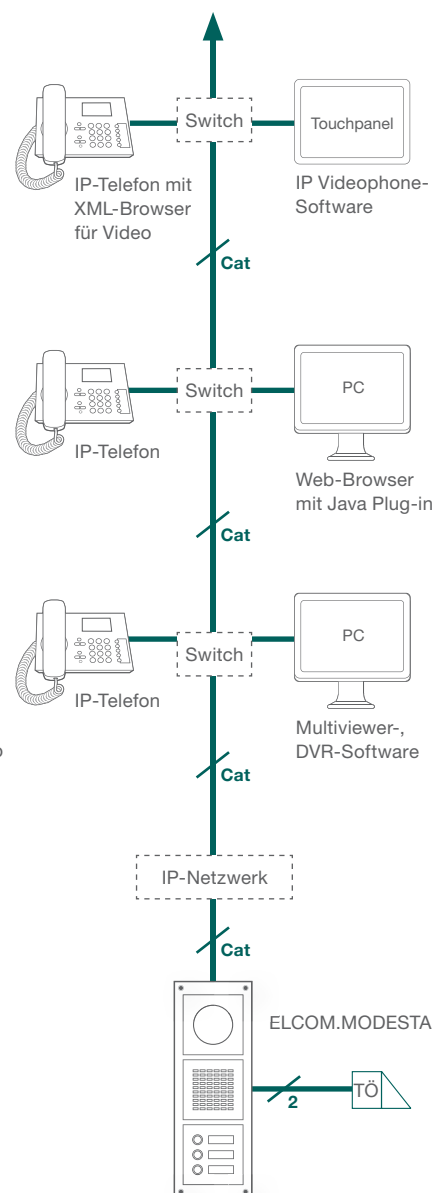 Switch
Touchpanel
IP-Telefon mit
XML-Browser
für Video
IP Videophone-
Software
Cat
Switch
PC
IP-Telefon
Web-Browser
mit Java Plug-in
Cat
Switch
PC
IP-Telefon
Multiviewer-,
DVR-Software
o
Cat
IP-Netzwerk
Cat
ELCOM.MODESTA
2
TÖ